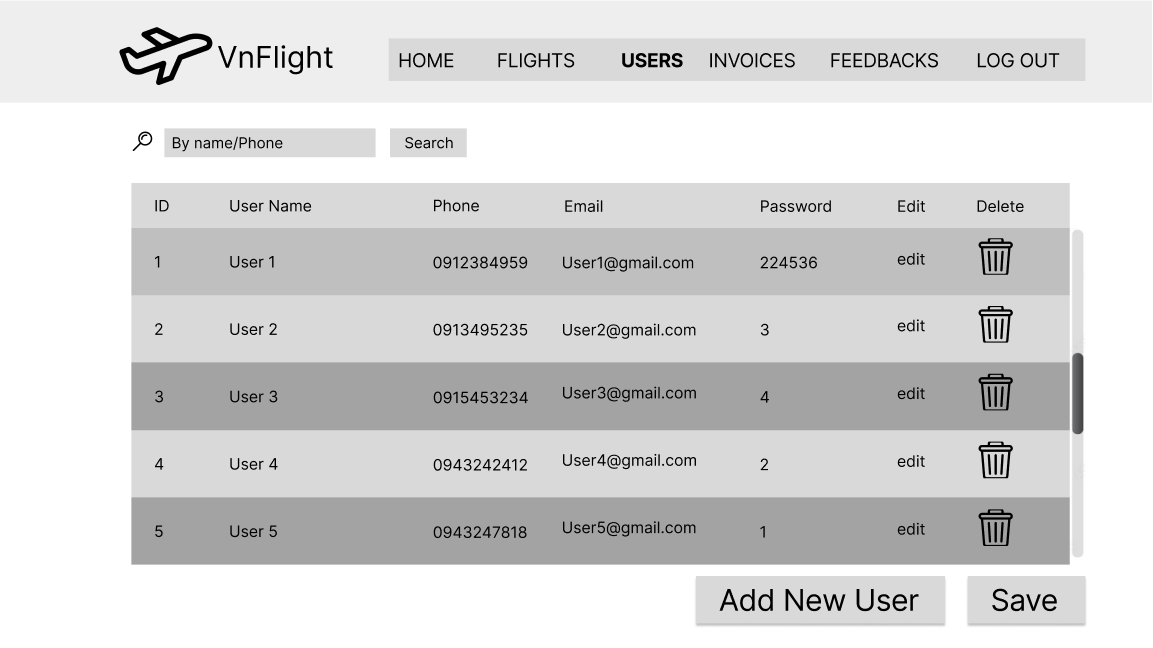 VnFlight
HOME FLIGHTS USERS INVOICES FEEDBACKS LOG OUT
By name/Phone Search
ID User Name Phone Email Password Edit Delete
1 User 1 0912384959 User1@gmail.com 224536 edit
2 User 2 0913495235 User2@gmail.com 3 edit
3 User 3 0915453234 User3@gmail.com 4 edit
4 User 4 0943242412 User4@gmail.com 2 edit
5 User 5 0943247818 User5@gmail.com 1 edit
Add New User Save